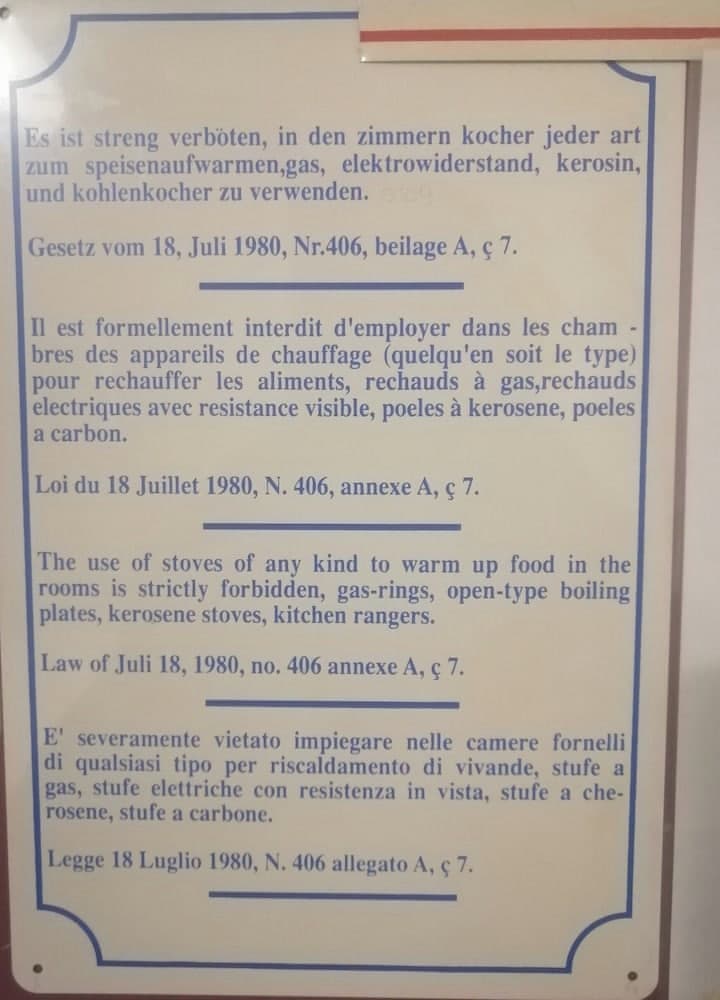 Es ist streng verböten, in den zimmern kocher jeder art
zum speisenaufwarmen,gas, elektrowiderstand, kerosin,
und kohlenkocher zu verwenden.
Gesetz vom 18, Juli 1980, Nr.406, beilage A, ç 7.
Il est formellement interdit d'employer dans les cham -
bres des appareils de chauffage (quelqu'en soit le type)
pour rechauffer les aliments, rechauds à gas,rechauds
electriques avec resistance visible, poeles à kerosene, poeles
a carbon.
Loi du 18 Juillet 1980, N. 406, annexe A, ç 7.
The use of stoves of any kind to warm up food in the
rooms is strictly forbidden, gas-rings, open-type boiling
plates, kerosene stoves, kitchen rangers.
Law of Juli 18, 1980, no. 406 annexe A, ç 7.
E' severamente vietato impiegare nelle camere fornelli
di qualsiasi tipo per riscaldamento di vivande, stufe a
gas, stufe elettriche con resistenza in vista, stufe a che-
rosene, stufe a carbone.
Legge 18 Luglio 1980, N. 406 allegato A, ç 7.